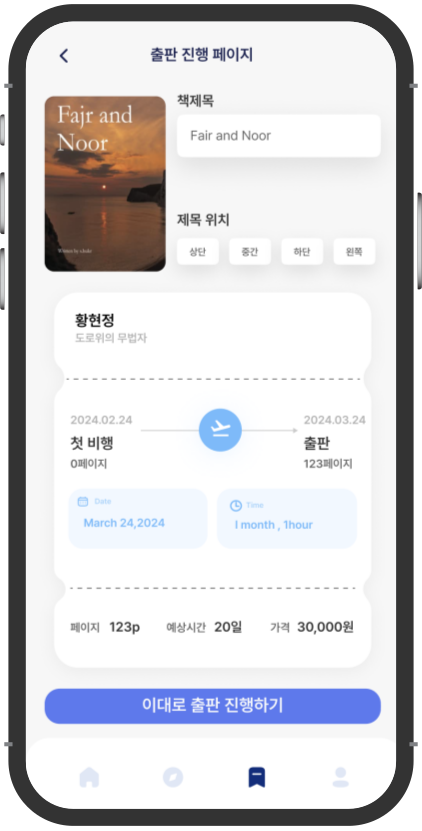 출판 진행 페이지
Fajr and
Noor
책제목
Fair and Noor
제목 위치
상단 중간 하단 왼쪽
황현정
도로위의 무법자
2024.02.24 2024.03.24
첫 비행 출판
0페이지 123페이지
Date Time
March 24,2024 I month , 1hour
페이지 123p 예상시간 20일 가격 30,000원
이대로 출판 진행하기